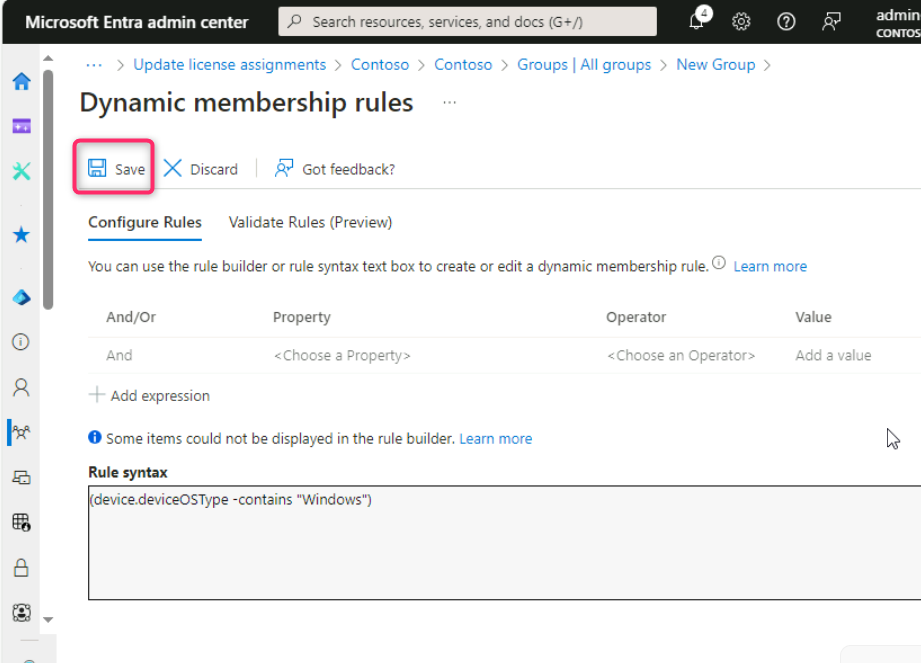 Microsoft Entra admin center
Search resources, services, and docs (G+/)
4
admin
CONTOS
··· > Update license assignments > Contoso > Contoso > Groups | All groups > New Group >
Dynamic membership rules ···
Save Discard Got feedback?
Configure Rules Validate Rules (Preview)
You can use the rule builder or rule syntax text box to create or edit a dynamic membership rule. Learn more
And/Or Property Operator Value
And <Choose a Property> <Choose an Operator> Add a value
Add expression
Some items could not be displayed in the rule builder. Learn more
Rule syntax
(device.deviceOSType -contains "Windows")